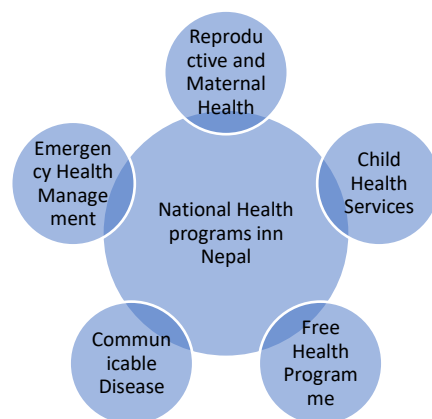 Reprodu
ctive and
Maternal
Health
Emergen
cy Health
Manage
ment
Child
Health
Services
National Health
programs inn
Nepal
Commun
icable
Disease
Free
Health
Program
me